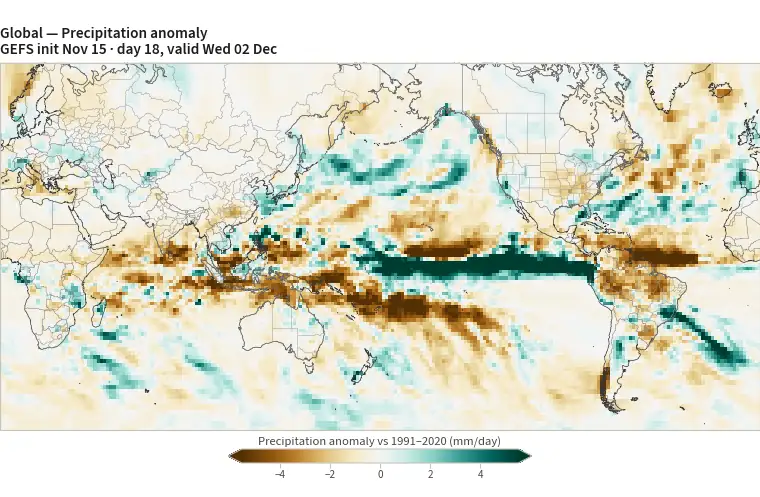 Global — Precipitation anomaly
GEFS init Nov 15 · day 18, valid Wed 02 Dec
Precipitation anomaly vs 1991–2020 (mm/day)
−4 −2 0 2 4